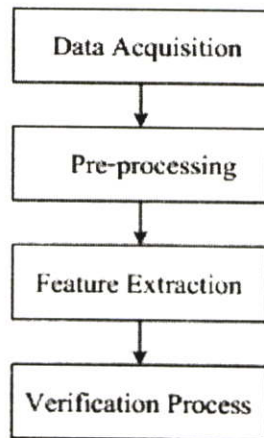 Data Acquisition
Pre-processing
Feature Extraction
Verification Process